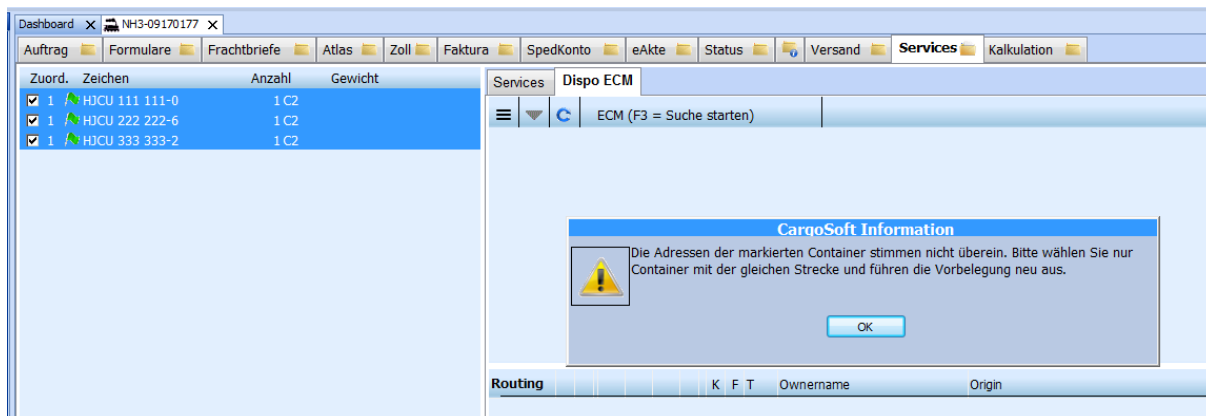 Dashboard X NH3-09170177 X
Auftrag Formulare Frachtbriefe Atlas Zoll Faktura SpedKonto eAkte Status Versand Services Kalkulation
Zuord. Zeichen Anzahl Gewicht
1 HJCU 111 111-0 1 C2
1 HJCU 222 222-6 1 C2
1 HJCU 333 333-2 1 C2
Services Dispo ECM
ECM (F3 = Suche starten)
CargoSoft Information
Die Adressen der markierten Container stimmen nicht überein. Bitte wählen Sie nur
Container mit der gleichen Strecke und führen die Vorbelegung neu aus.
OK
Routing K F T Ownername Origin